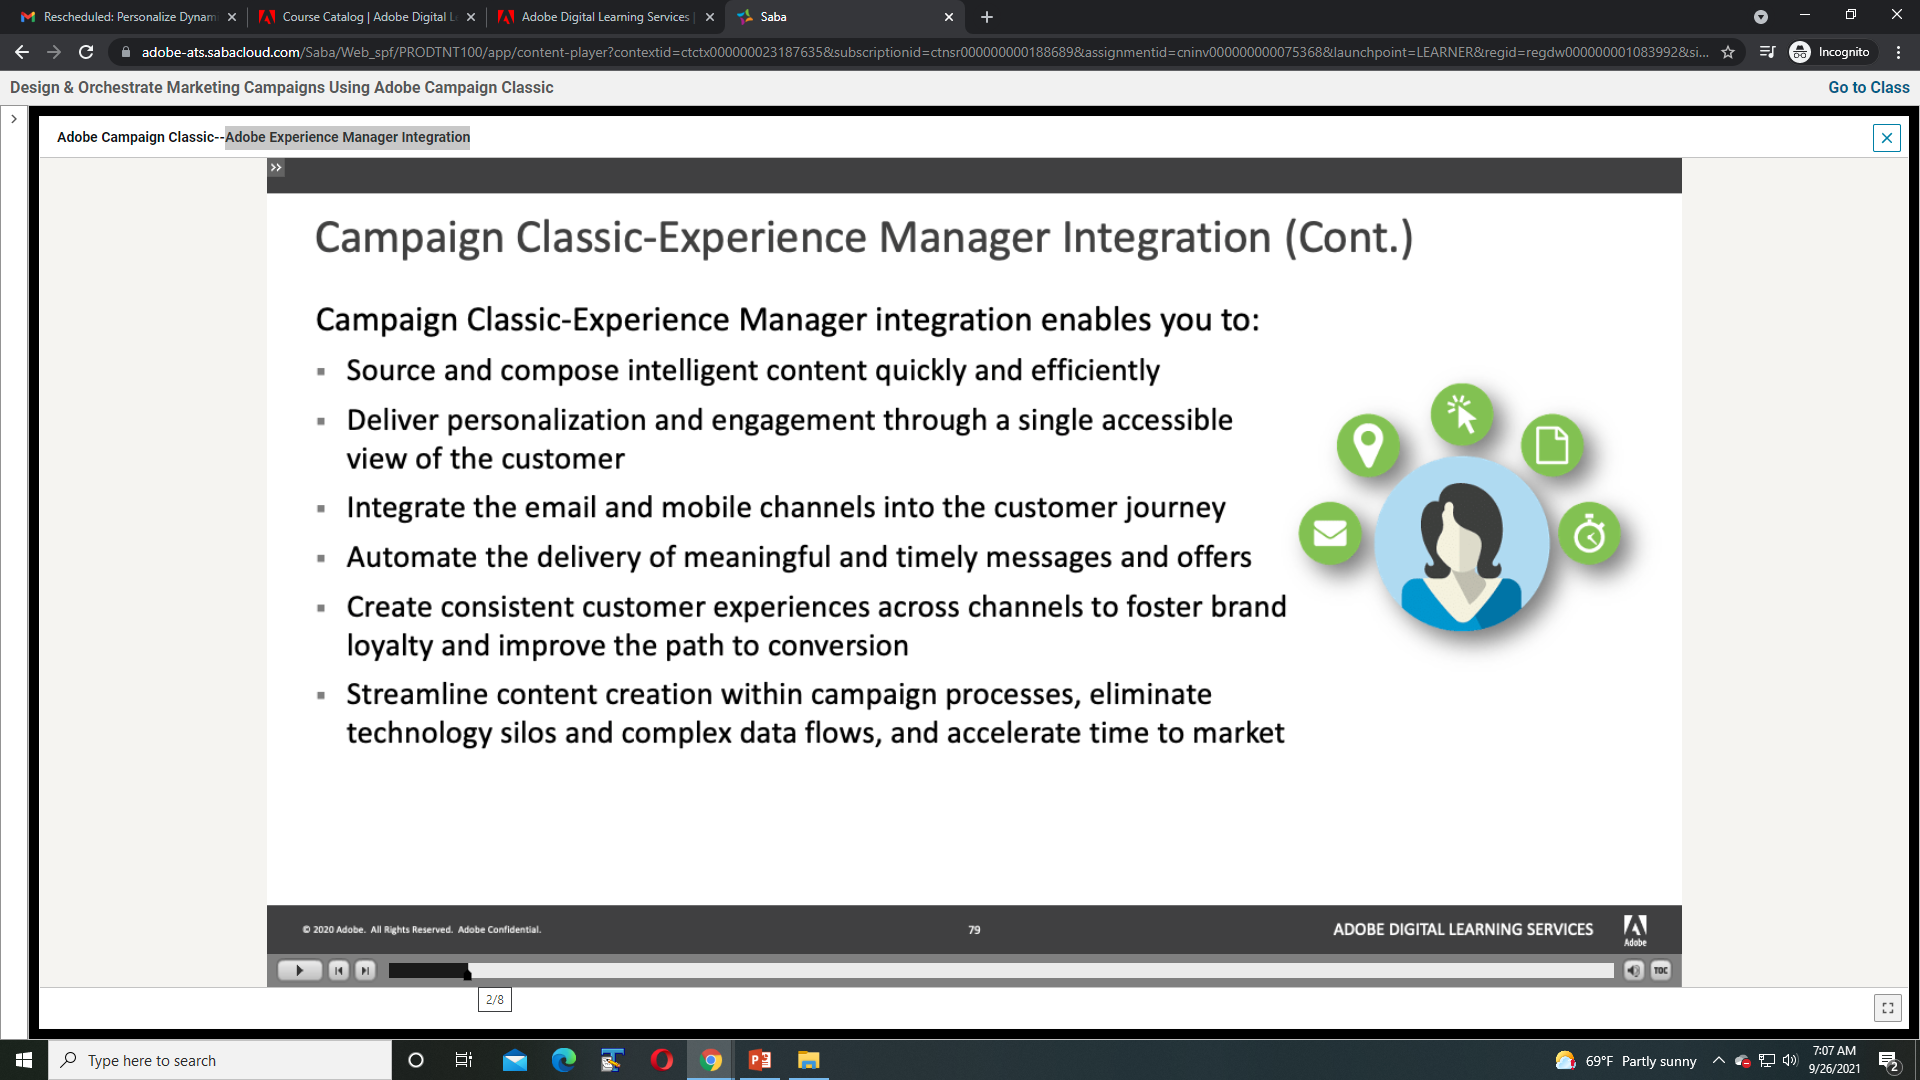 Rescheduled: Personalize Dynam
Course Catalog | Adobe Digital L
Adobe Digital Learning Services |
Saba
adobe-ats.sabacloud.com/Saba/Web_spf/PRODTNT100/app/content-player?contextid=ctctx000000023187635&subscriptionid=ctnsr0000000000188689&assignmentid=cninv000000000075368&launchpoint=LEARNER&regid=regdw000000001083992&si...
Incognito
Design & Orchestrate Marketing Campaigns Using Adobe Campaign Classic
Go to Class
Adobe Campaign Classic--Adobe Experience Manager Integration
Campaign Classic-Experience Manager Integration (Cont.)
Campaign Classic-Experience Manager integration enables you to:
Source and compose intelligent content quickly and efficiently
Deliver personalization and engagement through a single accessible
view of the customer
Integrate the email and mobile channels into the customer journey
Automate the delivery of meaningful and timely messages and offers
Create consistent customer experiences across channels to foster brand
loyalty and improve the path to conversion
Streamline content creation within campaign processes, eliminate
technology silos and complex data flows, and accelerate time to market
© 2020 Adobe. All Rights Reserved. Adobe Confidential.
79
ADOBE DIGITAL LEARNING SERVICES
Adobe
TOC
2/8
Type here to search
69°F Partly sunny
7:07 AM
9/26/2021
2